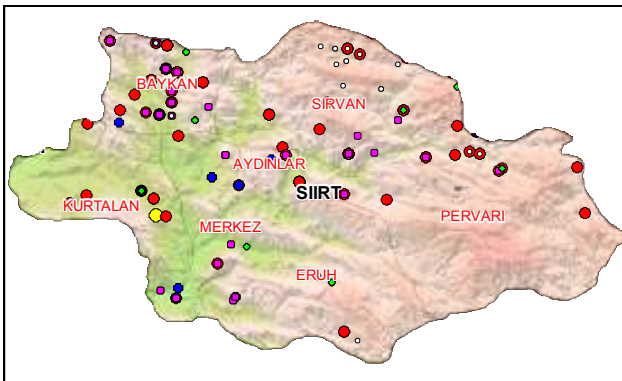 BAYKAN
SIRVAN
AYDINLAR
SIIRT
KURTALAN
PERVARI
MERKEZ
ERUH